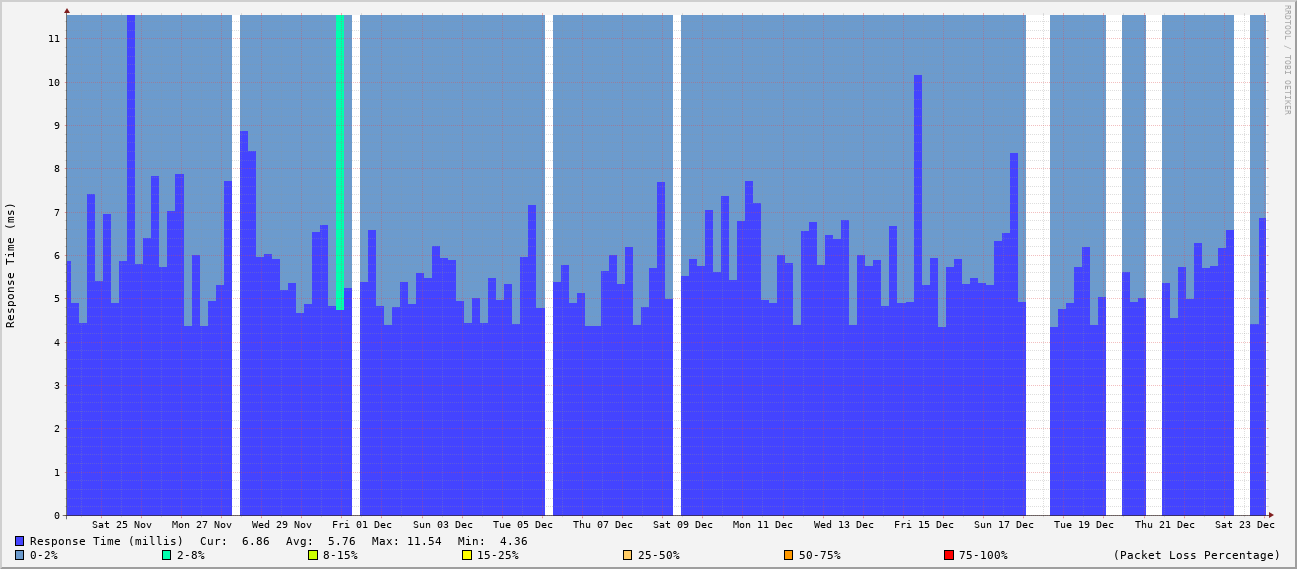 RRDTOOL / TOBI OETIKER
Response Time (ms)
11
10
9
8
7
6
5
4
3
2
1
0
Sat 25 Nov Mon 27 Nov Wed 29 Nov Fri 01 Dec Sun 03 Dec Tue 05 Dec Thu 07 Dec Sat 09 Dec Mon 11 Dec Wed 13 Dec Fri 15 Dec Sun 17 Dec Tue 19 Dec Thu 21 Dec Sat 23 Dec
Response Time (millis) Cur: 6.86 Avg: 5.76 Max: 11.54 Min: 4.36
0-2% 2-8% 8-15% 15-25% 25-50% 50-75% 75-100% (Packet Loss Percentage)